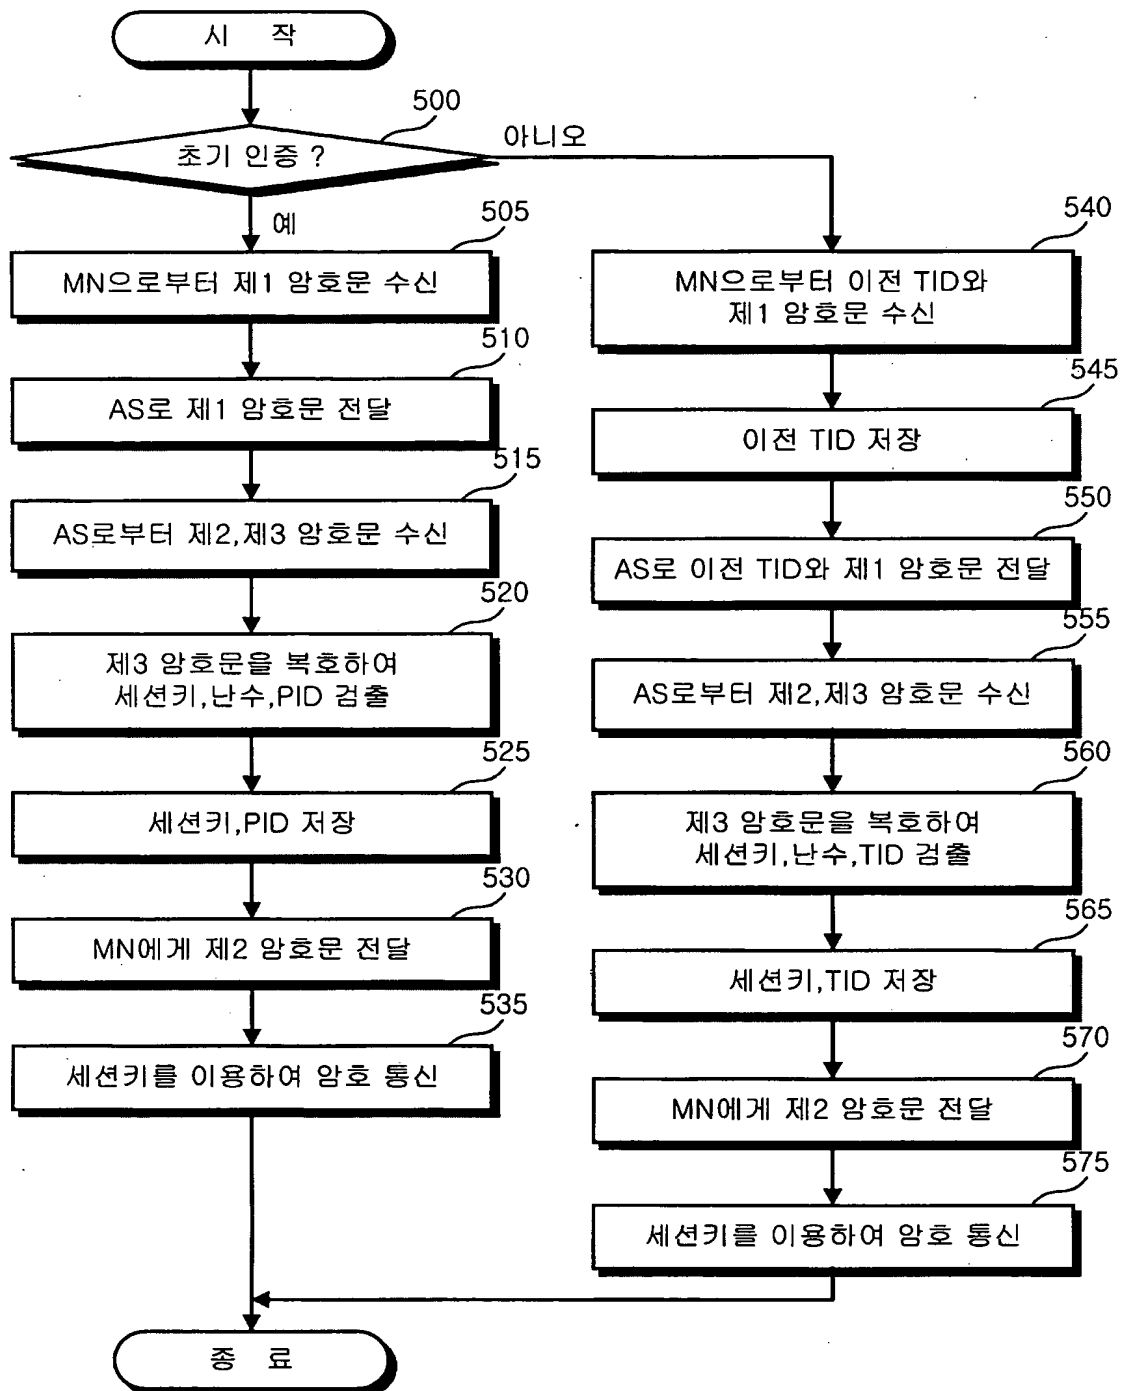 시 작
500
초기 인증 ?
아니오
예
505
MN으로부터 제1 암호문 수신
510
AS로 제1 암호문 전달
515
AS로부터 제2,제3 암호문 수신
520
제3 암호문을 복호하여
세션키,난수,PID 검출
525
세션키,PID 저장
530
MN에게 제2 암호문 전달
535
세션키를 이용하여 암호 통신
540
MN으로부터 이전 TID와
제1 암호문 수신
545
이전 TID 저장
550
AS로 이전 TID와 제1 암호문 전달
555
AS로부터 제2,제3 암호문 수신
560
제3 암호문을 복호하여
세션키,난수,TID 검출
565
세션키,TID 저장
570
MN에게 제2 암호문 전달
575
세션키를 이용하여 암호 통신
종 료